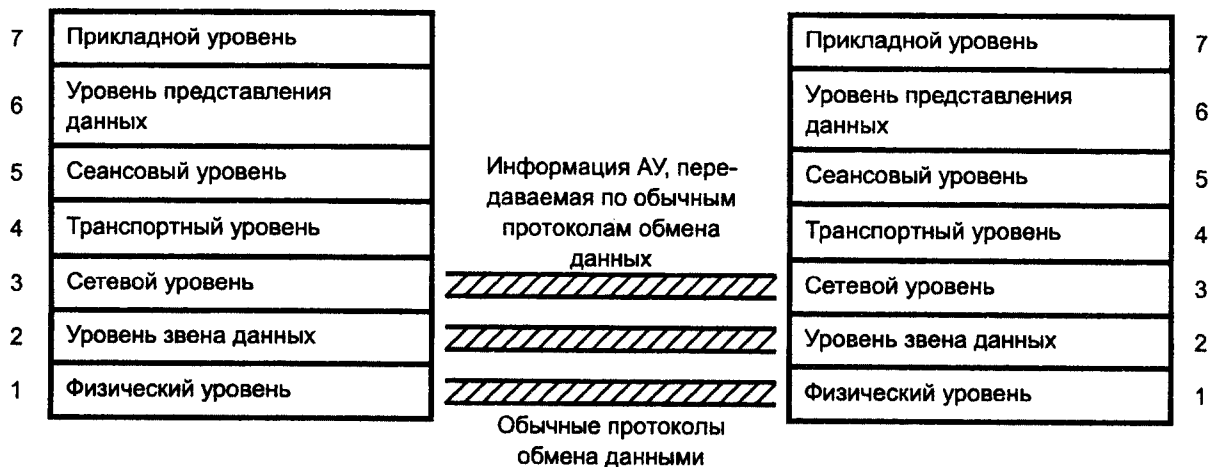 7 Прикладной уровень
6 Уровень представления
данных
5 Сеансовый уровень
4 Транспортный уровень
3 Сетевой уровень
2 Уровень звена данных
1 Физический уровень
Информация АУ, пере-
даваемая по обычным
протоколам обмена
данных
Обычные протоколы
обмена данными
Прикладной уровень 7
Уровень представления
данных 6
Сеансовый уровень 5
Транспортный уровень 4
Сетевой уровень 3
Уровень звена данных 2
Физический уровень 1